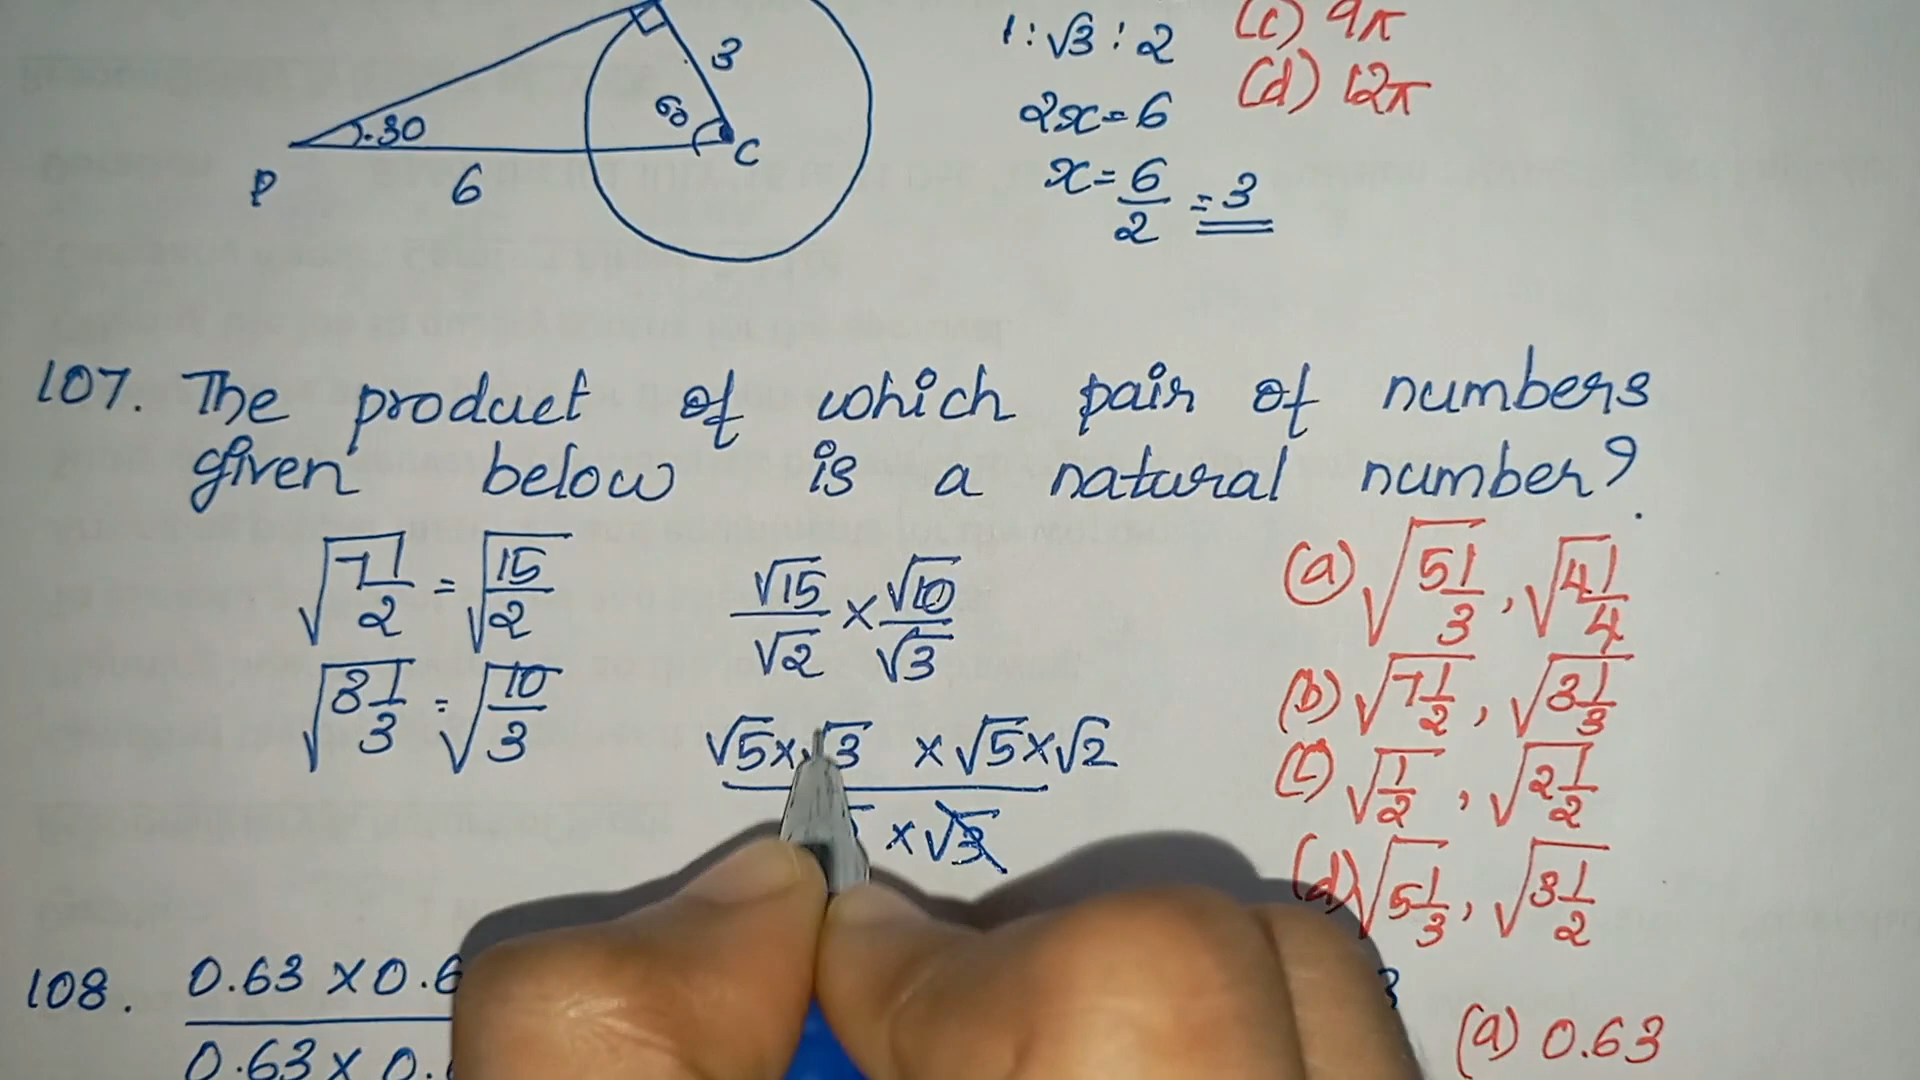 3
60
30
C
P
6
1 : √3 : 2
2x = 6
x = 6/2 = 3
(c) 9π
(d) 12π
107. The product of which pair of numbers
given below is a natural number?
√(7 1/2) = √(15/2)
√(3 1/3) = √(10/3)
√15/√2 × √10/√3
√5 × √3 × √5 × √2
× √3
(a) √(5 1/3), √(4 1/4)
(b) √(7 1/2), √(3 1/3)
(c) √(1/2), √(2 1/2)
(d) √(5 1/3), √(3 1/2)
108. 0.63 × 0.6
0.63 × 0.
(a) 0.63